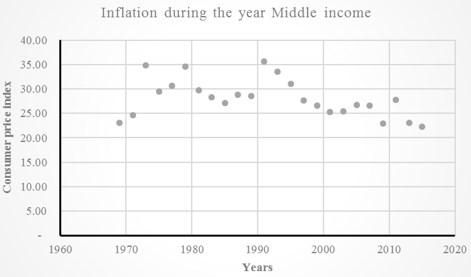 Inflation during the year Middle income
40.00
35.00
30.00
25.00
20.00
15.00
10.00
5.00
-
Consumer price index
1960 1970 1980 1990 2000 2010 2020
Years